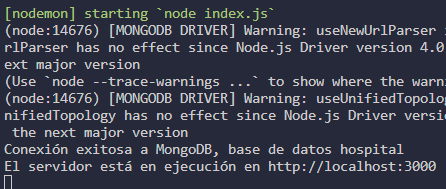 [nodemon] starting `node index.js`
(node:14676) [MONGODB DRIVER] Warning: useNewUrlParser
rlParser has no effect since Node.js Driver version 4.0
ext major version
(Use `node --trace-warnings ...` to show where the warn
(node:14676) [MONGODB DRIVER] Warning: useUnifiedTopolog
nifiedTopology has no effect since Node.js Driver versi
the next major version
Conexión exitosa a MongoDB, base de datos hospital
El servidor está en ejecución en http://localhost:3000